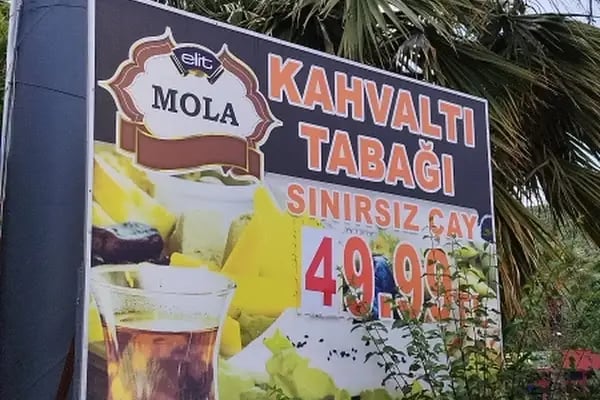 elit
MOLA
KAHVALTI
TABAĞI
SINIRSIZ ÇAY
49.99